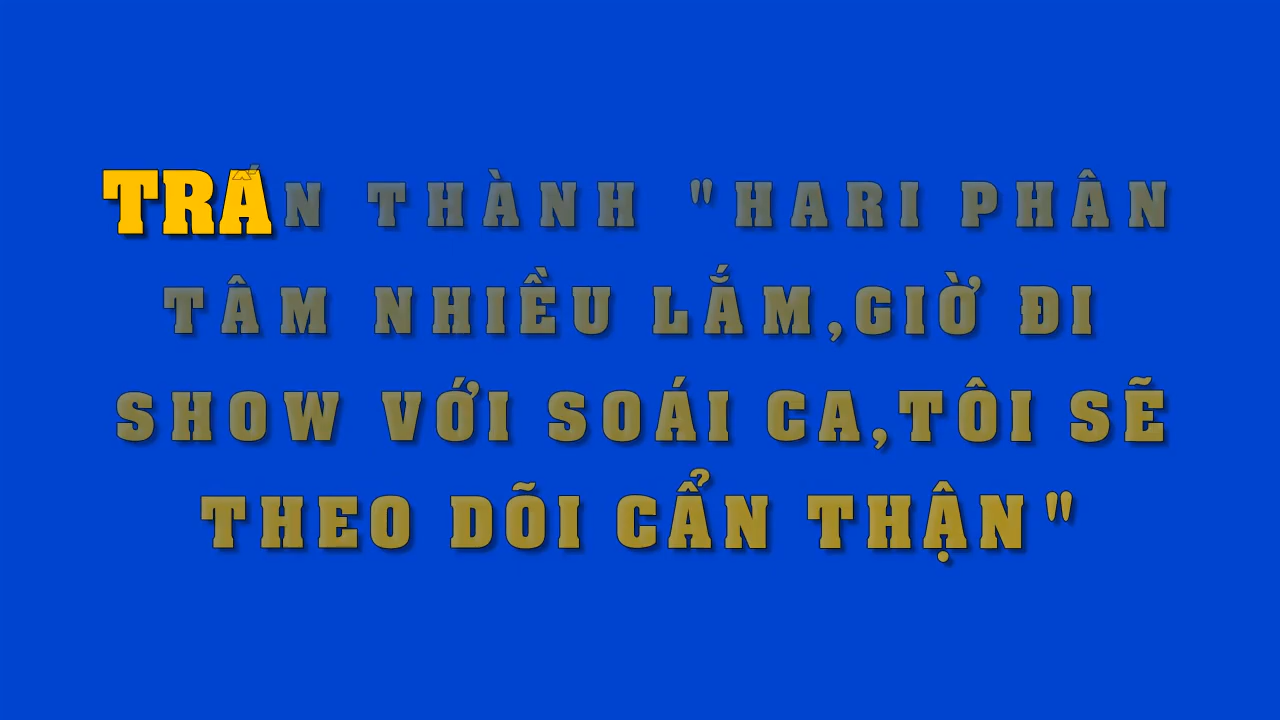 TRẤN THÀNH "HARI PHÂN
TÂM NHIỀU LẮM,GIỜ ĐI
SHOW VỚI SOÁI CA,TÔI SẼ
THEO DÕI CẨN THẬN"